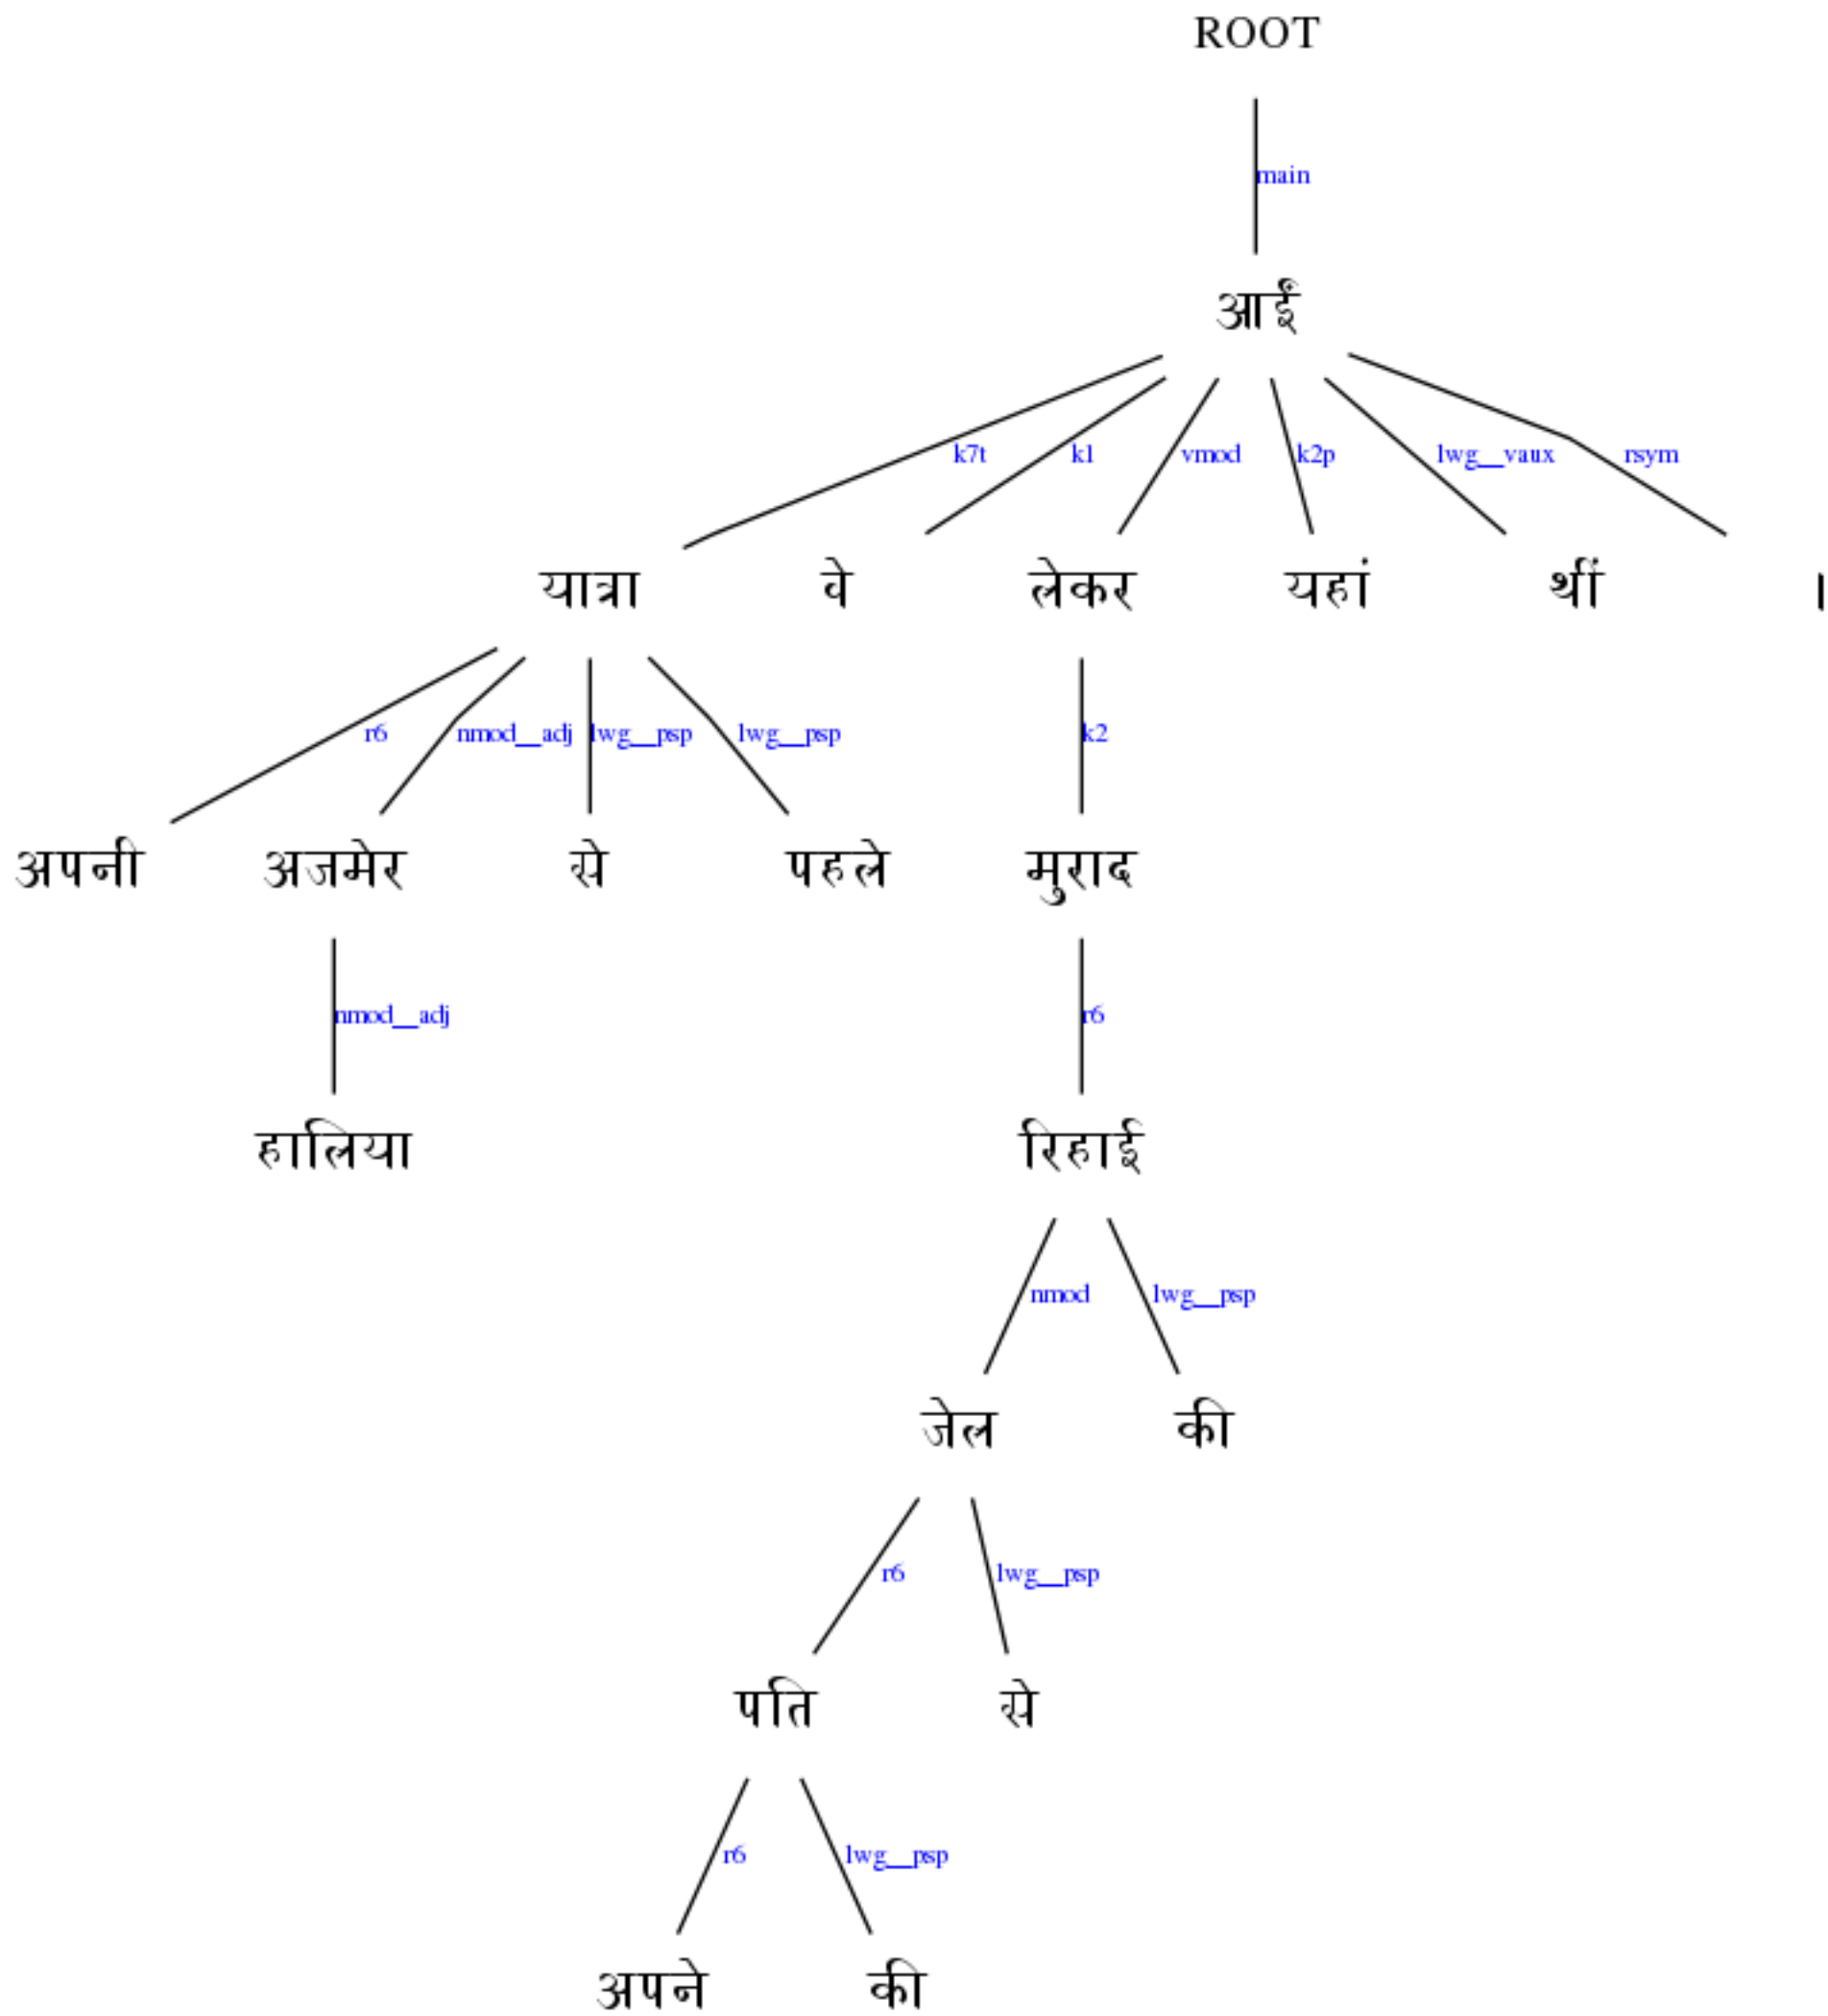 ROOT
main
आईं
k7t k1 vmod k2p lwg__vaux rsym
यात्रा वे लेकर यहां थीं ।
r6 nmod__adj lwg__psp lwg__psp k2
अपनी अजमेर से पहले मुराद
nmod__adj r6
हालिया रिहाई
nmod lwg__psp
जेल की
r6 lwg__psp
पति से
r6 lwg__psp
अपने की